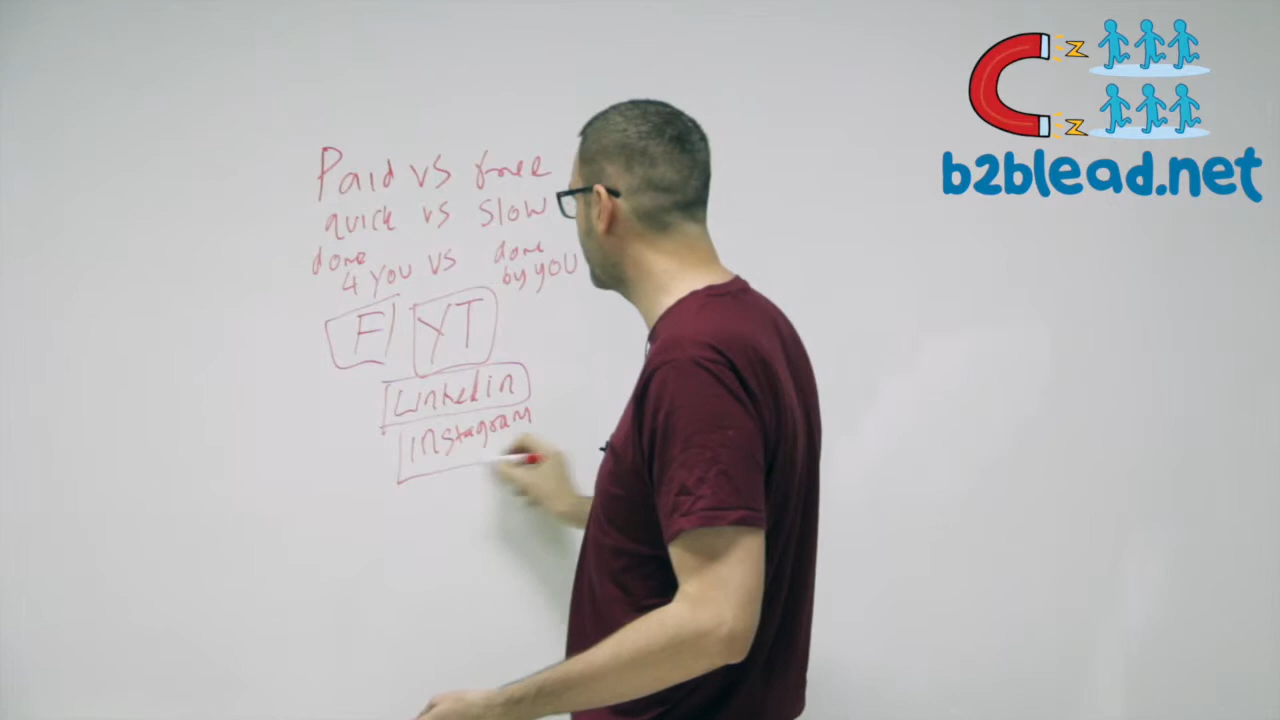 Paid vs free
quick vs slow
done
4 you vs
done
by you
F YT
Linkedin
instagram
b2blead.net